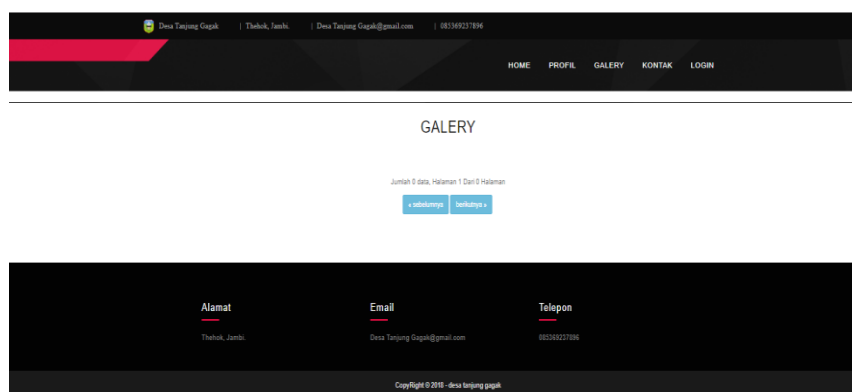 Desa Tanjung Gagak | Thehok, Jambi. | Desa Tanjung Gagak@gmail.com | 085369237896
HOME PROFIL GALERY KONTAK LOGIN
GALERY
Jumlah 0 data, Halaman 1 Dari 0 Halaman
« sebelumnya berikutnya »
Alamat Email Telepon
Thehok, Jambi. Desa Tanjung Gagak@gmail.com 085369237896
CopyRight © 2018 - desa tanjung gagak